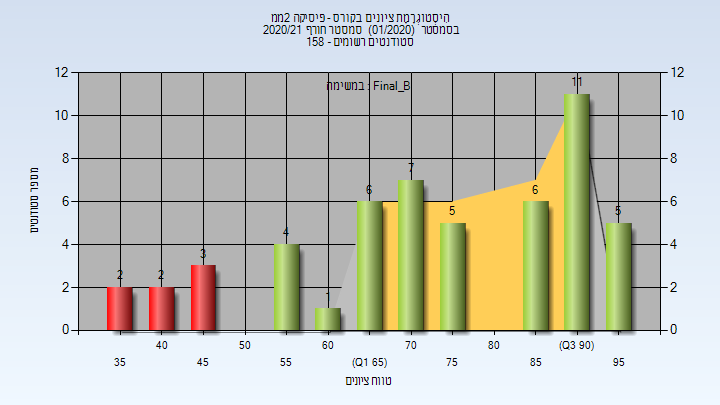 הִיסְטוֹגְרָמַת ציונים בקורס - פיסיקה 2ממ
בסמסטר (01/2020) סמסטר חורף 2020/21
סטודנטים רשומים - 158
במשימה : Final_B
מספר סטודנטים
12 12
10 10
8 8
6 6
4 4
2 2
0 0
2 2 3 4 1 6 7 5 6 11 5
40 50 60 70 80 (Q3 90)
35 45 55 (Q1 65) 75 85 95
טווח ציונים